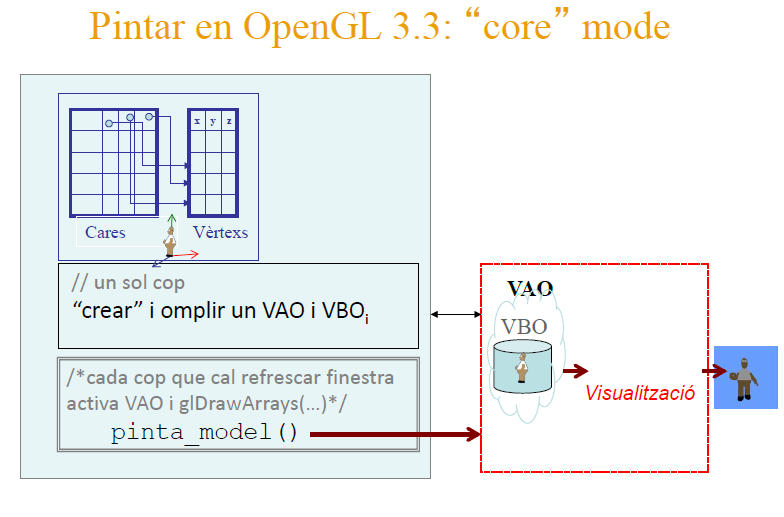 Pintar en OpenGL 3.3: “core” mode
x y z
Cares
Vèrtexs
// un sol cop
“crear” i omplir un VAO i VBOi
/*cada cop que cal refrescar finestra
activa VAO i glDrawArrays(…)*/
pinta_model()
VAO
VBO
Visualització